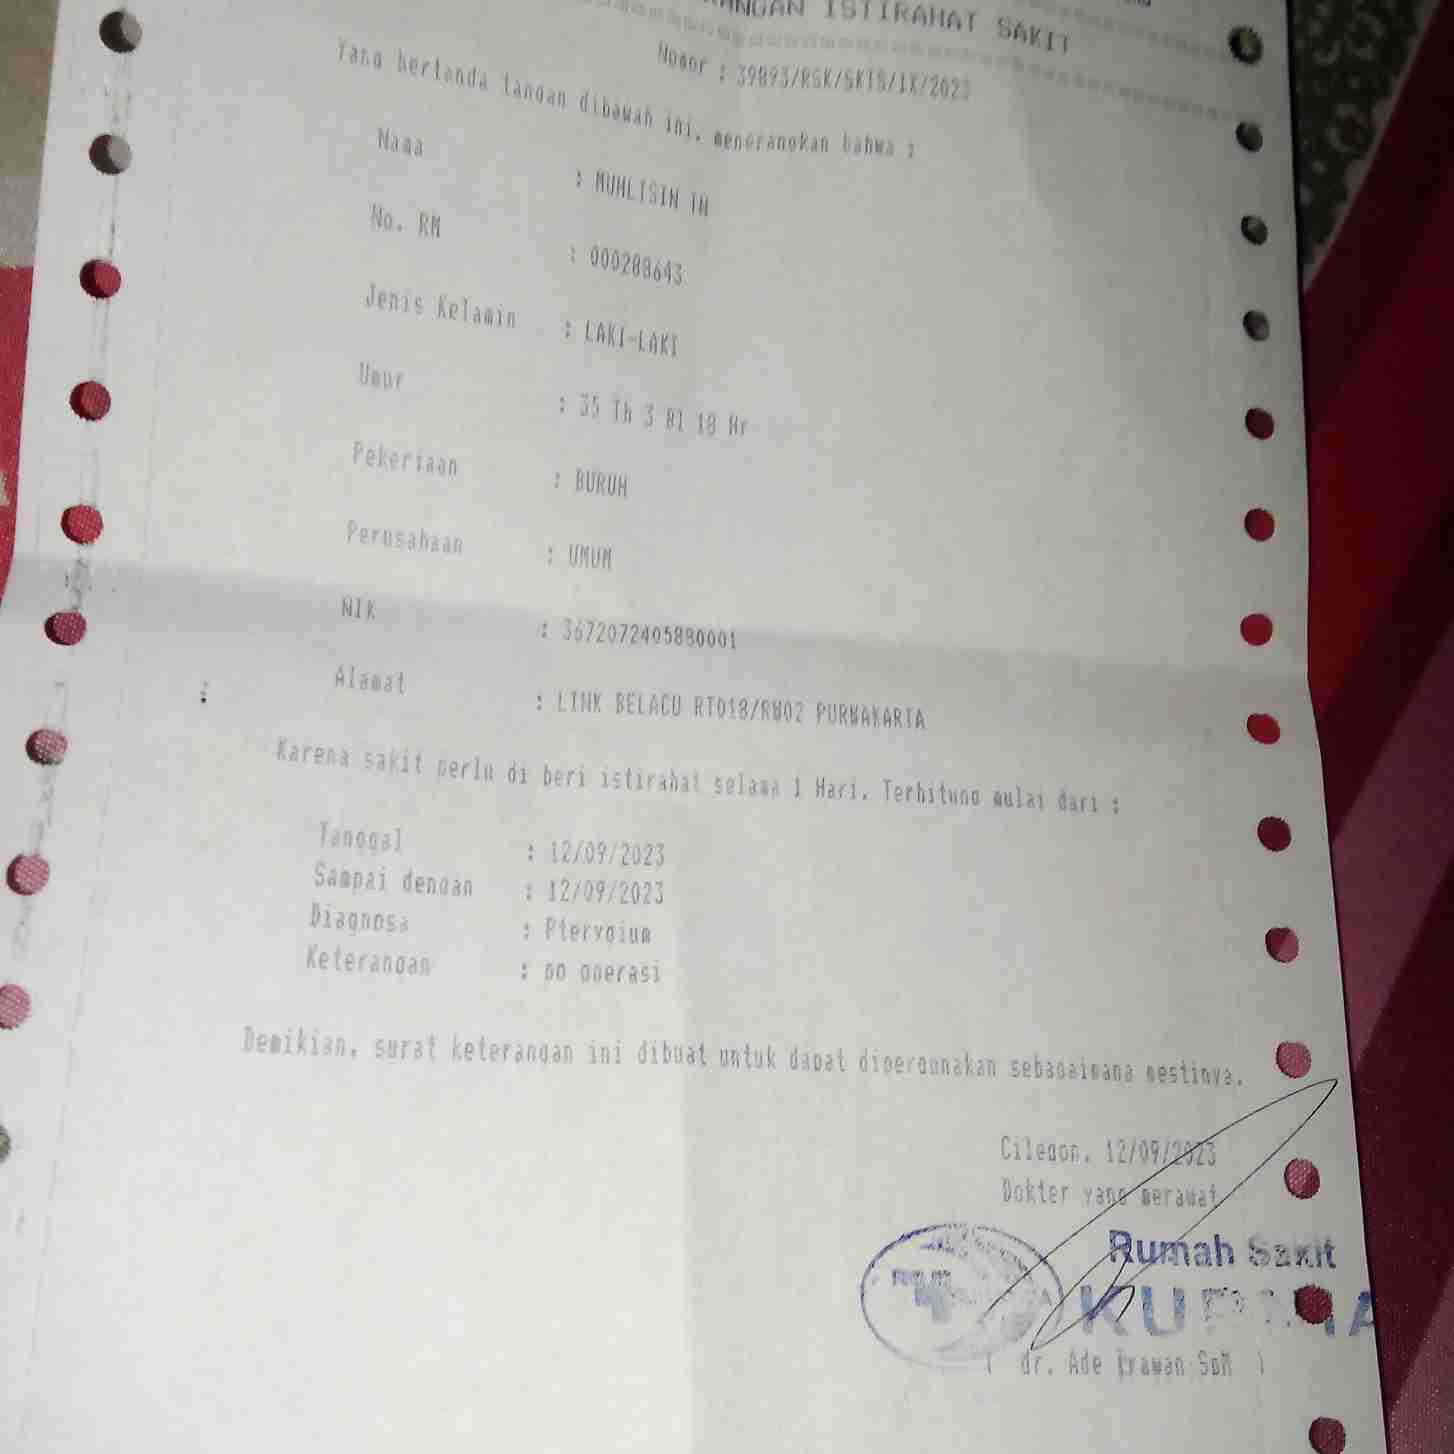 ISTIRAHAT SAKIT
Nomor : 39893/RSK/SKIS/IX/2023
Yang bertanda tangan dibawah ini, menerangkan bahwa :
Nama : MUHLISIN TN
No. RM : 000288643
Jenis Kelamin : LAKI-LAKI
Umur : 35 Th 3 Bl 18 Hr
Pekerjaan : BURUH
Perusahaan : UMUM
NIK : 3672072405880001
Alamat : LINK BELACU RT018/RW02 PURWAKARTA
Karena sakit perlu di beri istirahat selama 1 Hari, Terhitung mulai dari :
Tanggal : 12/09/2023
Sampai dengan : 12/09/2023
Diagnosa : Pterygium
Keterangan : po operasi
Demikian, surat keterangan ini dibuat untuk dapat dipergunakan sebagaimana mestinya.
Cilegon, 12/09/2023
Dokter yang merawat
Rumah Sakit
( dr. Ade Irawan SpM )